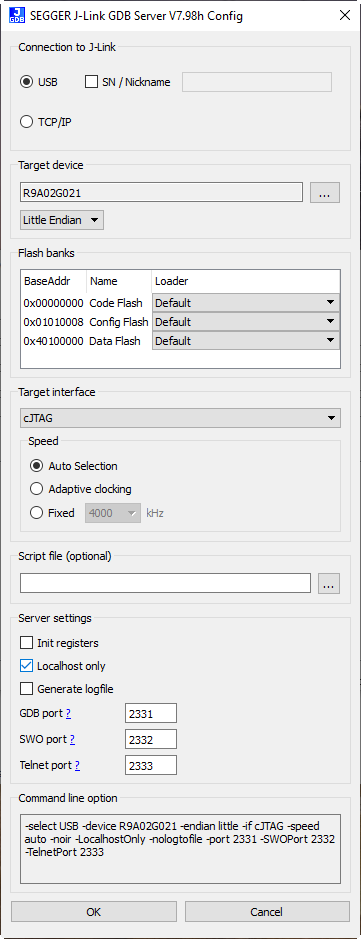 J GDB SEGGER J-Link GDB Server V7.98h Config
Connection to J-Link
USB SN / Nickname
TCP/IP
Target device
R9A02G021 ...
Little Endian
Flash banks
BaseAddr Name Loader
0x00000000 Code Flash Default
0x01010008 Config Flash Default
0x40100000 Data Flash Default
Target interface
cJTAG
Speed
Auto Selection
Adaptive clocking
Fixed 4000 kHz
Script file (optional)
...
Server settings
Init registers
Localhost only
Generate logfile
GDB port ? 2331
SWO port ? 2332
Telnet port ? 2333
Command line option
-select USB -device R9A02G021 -endian little -if cJTAG -speed
auto -noir -LocalhostOnly -nologtofile -port 2331 -SWOPort 2332
-TelnetPort 2333
OK Cancel